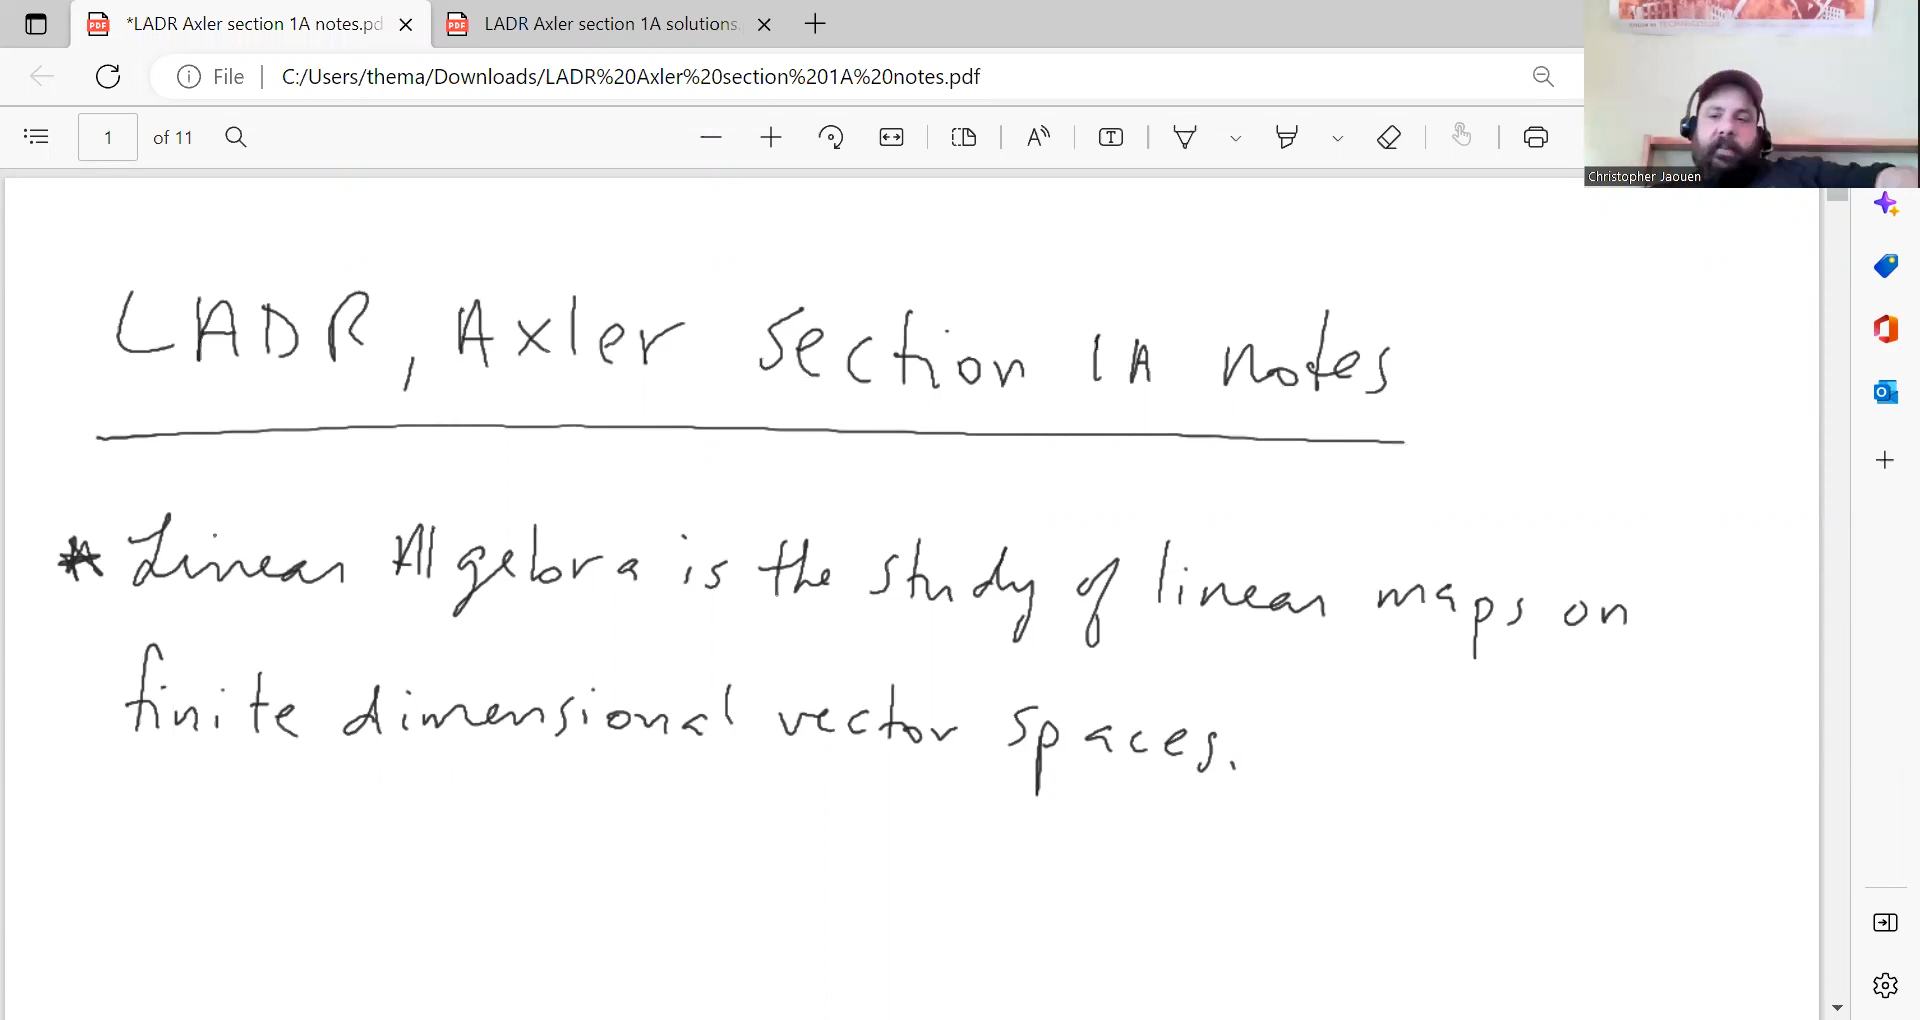 *LADR Axler section 1A notes.pd
LADR Axler section 1A solutions.
File
C:/Users/thema/Downloads/LADR%20Axler%20section%201A%20notes.pdf
1 of 11
Christopher Jaouen
LADR, Axler section 1A notes
* Linear Algebra is the study of linear maps on
finite dimensional vector spaces.